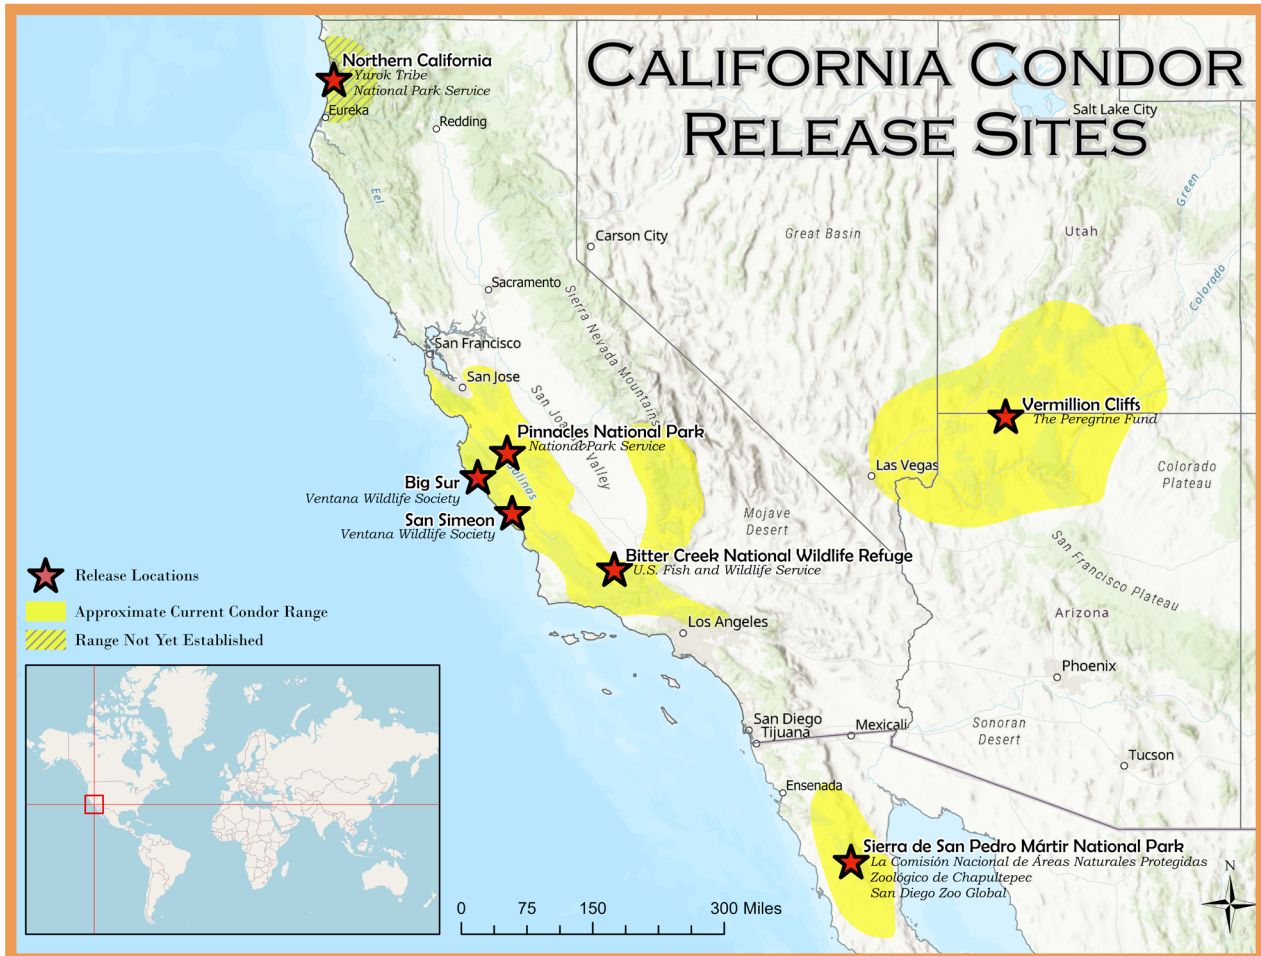 CALIFORNIA CONDOR
RELEASE SITES
Northern California
Yurok Tribe
National Park Service
Eureka
Redding
Salt Lake City
Eel
Green
Carson City
Great Basin
Utah
Sacramento
Sierra Nevada Mountains
Colorado
San Francisco
San Jose
San Joaquin Valley
Pinnacles National Park
National Park Service
Vermillion Cliffs
The Peregrine Fund
Big Sur
Ventana Wildlife Society
Salinas
San Simeon
Ventana Wildlife Society
Las Vegas
Colorado
Plateau
Mojave
Desert
Bitter Creek National Wildlife Refuge
U.S. Fish and Wildlife Service
San Francisco Plateau
Release Locations
Approximate Current Condor Range
Range Not Yet Established
Los Angeles
Arizona
Phoenix
San Diego
Tijuana
Mexicali
Sonoran
Desert
Tucson
Ensenada
Sierra de San Pedro Mártir National Park
La Comisión Nacional de Áreas Naturales Protegidas
Zoológico de Chapultepec
San Diego Zoo Global
N
0 75 150 300 Miles